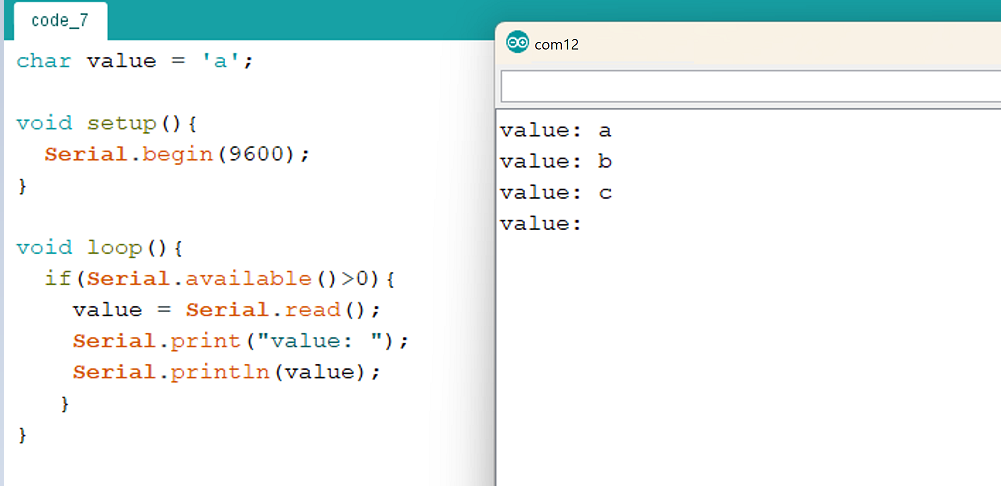 code_7
char value = 'a';
void setup(){
  Serial.begin(9600);
}
void loop(){
  if(Serial.available()>0){
    value = Serial.read();
    Serial.print("value: ");
    Serial.println(value);
   }
}
com12
value: a
value: b
value: c
value: